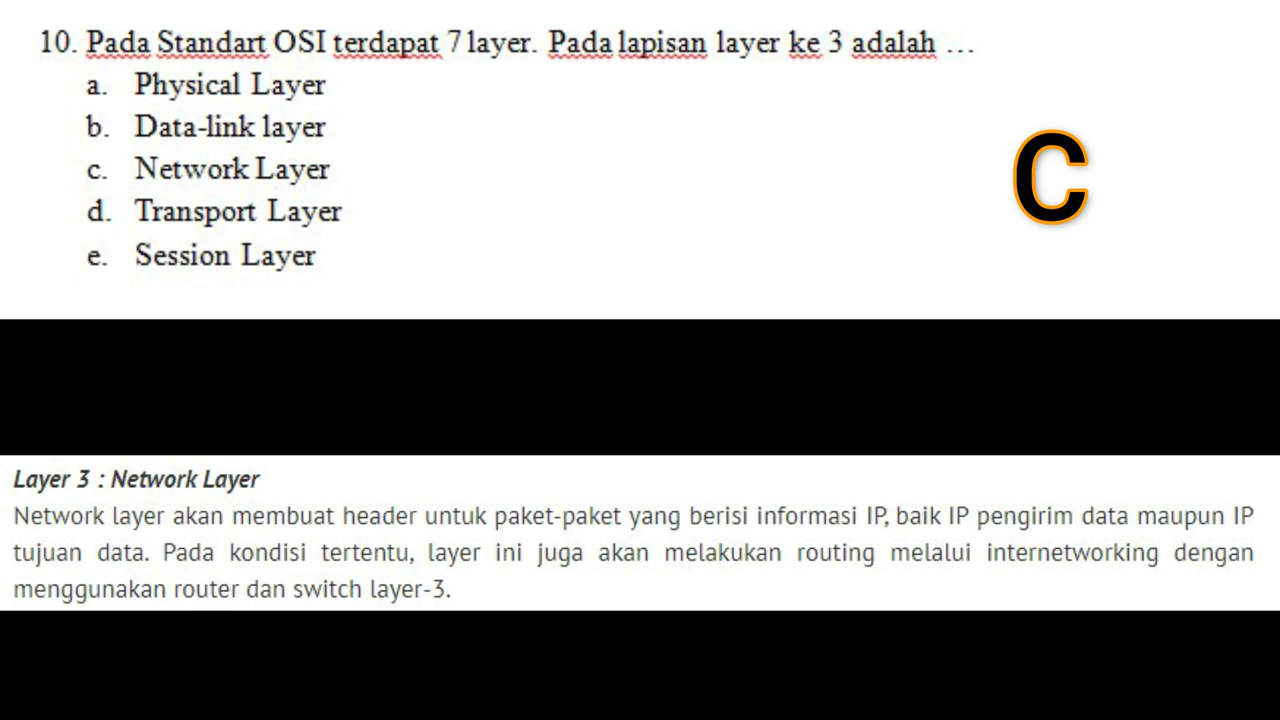 10. Pada Standart OSI terdapat 7 layer. Pada lapisan layer ke 3 adalah …
a. Physical Layer
b. Data-link layer
c. Network Layer
d. Transport Layer
e. Session Layer
C
Layer 3 : Network Layer
Network layer akan membuat header untuk paket-paket yang berisi informasi IP, baik IP pengirim data maupun IP
tujuan data. Pada kondisi tertentu, layer ini juga akan melakukan routing melalui internetworking dengan
menggunakan router dan switch layer-3.